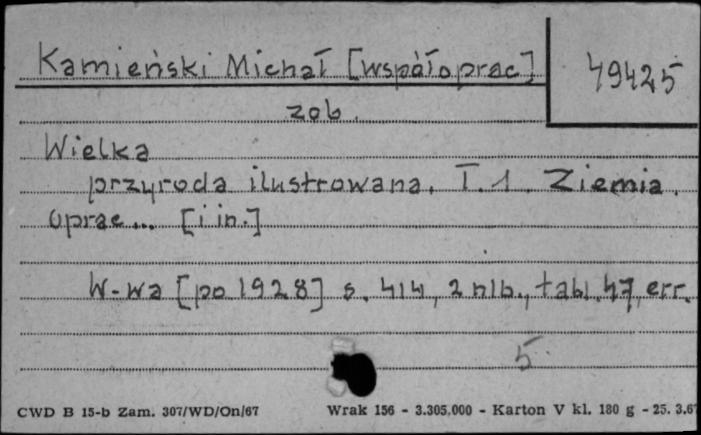 Kamieński Michał [współoprac] 49425
zob.
Wielka
przyroda ilustrowana. T. 1. Ziemia.
Oprac... [i in.]
W-wa [po 1928] s. 414, 2 nlb., tabl. 47, err.
5
CWD B 15-b Zam. 307/WD/On/67 Wrak 156 - 3.305.000 - Karton V kl. 180 g - 25. 3.67